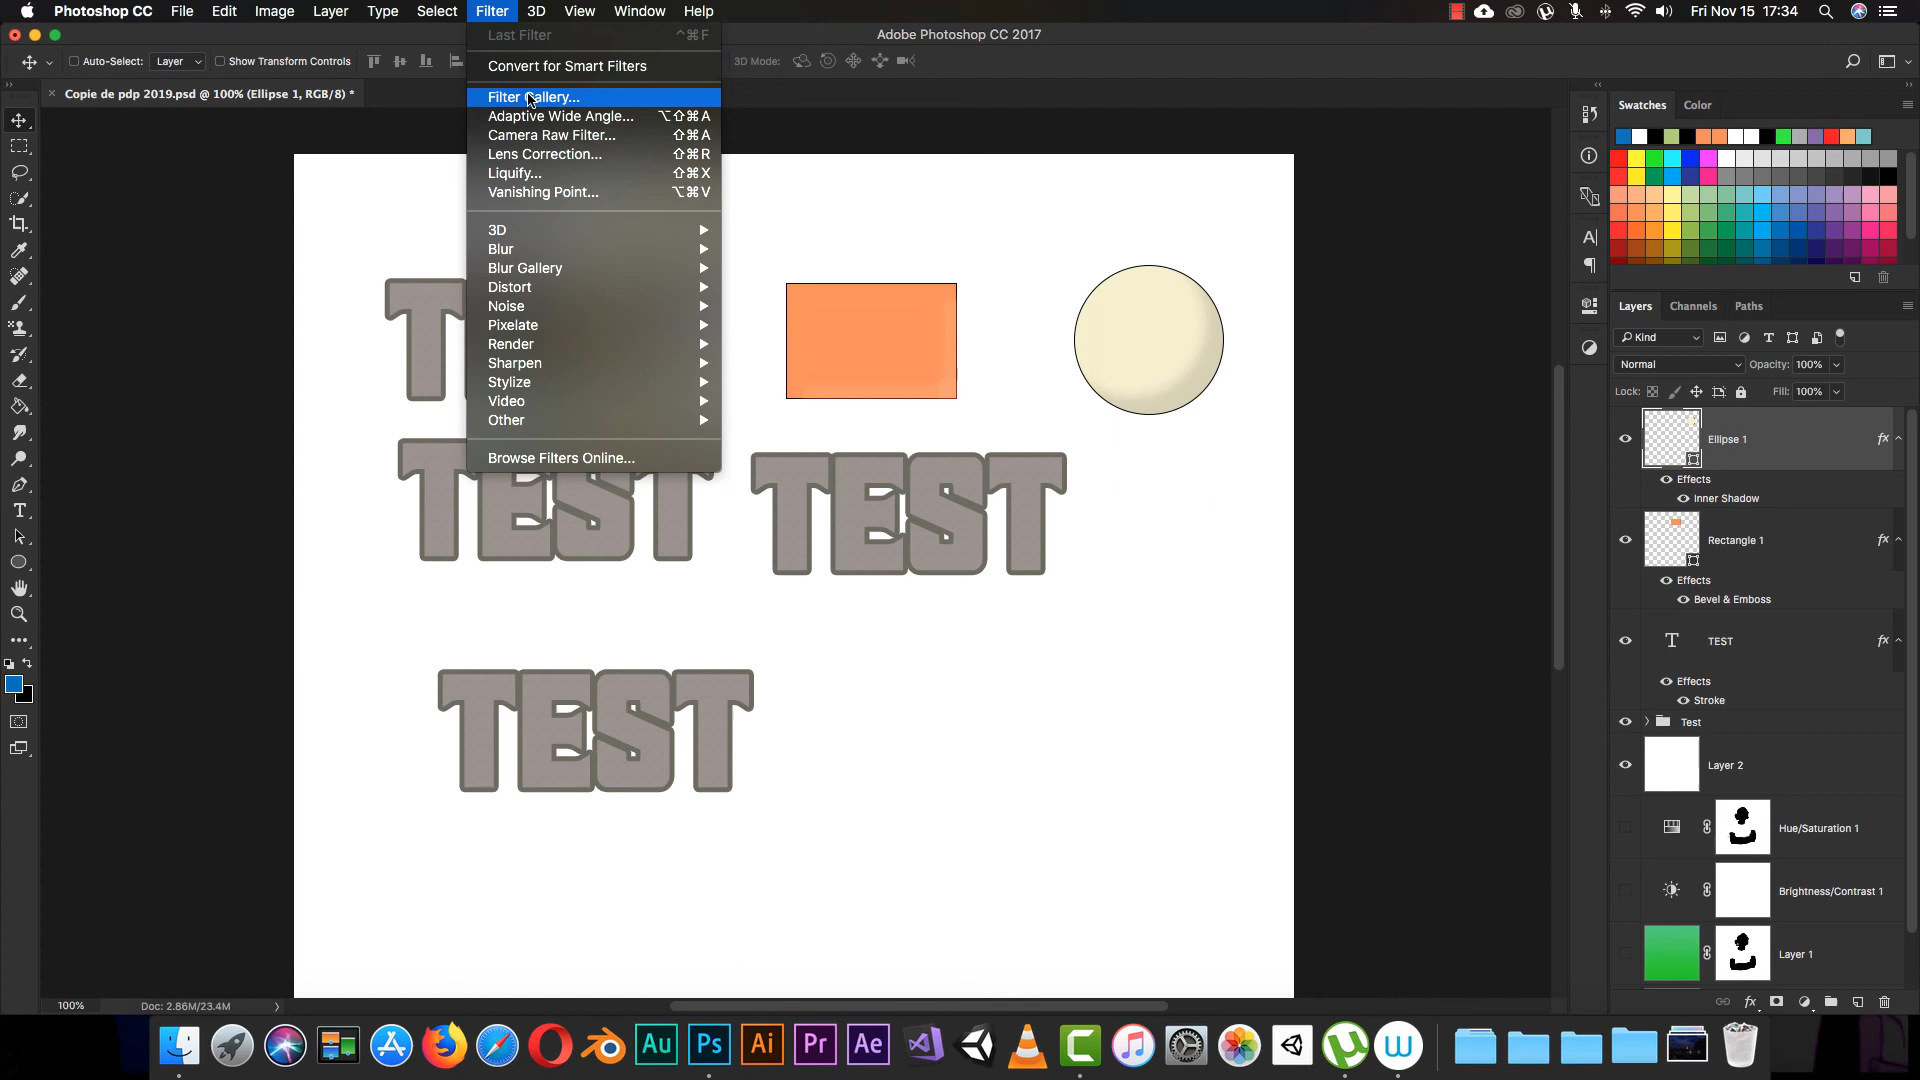 Photoshop CC File Edit Image Layer Type Select Filter 3D View Window Help Fri Nov 15 17:34
Adobe Photoshop CC 2017
Auto-Select: Layer Show Transform Controls 3D Mode:
× Copie de pdp 2019.psd @ 100% (Ellipse 1, RGB/8) *
Last Filter ^⌘F
Convert for Smart Filters
Filter Gallery...
Adaptive Wide Angle... ⌥⇧⌘A
Camera Raw Filter... ⇧⌘A
Lens Correction... ⇧⌘R
Liquify... ⇧⌘X
Vanishing Point... ⌥⌘V
3D
Blur
Blur Gallery
Distort
Noise
Pixelate
Render
Sharpen
Stylize
Video
Other
Browse Filters Online...
T
TEST TEST
TEST
Swatches Color
Layers Channels Paths
Kind
Normal Opacity: 100%
Lock: Fill: 100%
Ellipse 1 fx
Effects
Inner Shadow
Rectangle 1 fx
Effects
Bevel & Emboss
T TEST fx
Effects
Stroke
Test
Layer 2
Hue/Saturation 1
Brightness/Contrast 1
Layer 1
fx
100% Doc: 2.86M/23.4M
Au Ps Ai Pr Ae